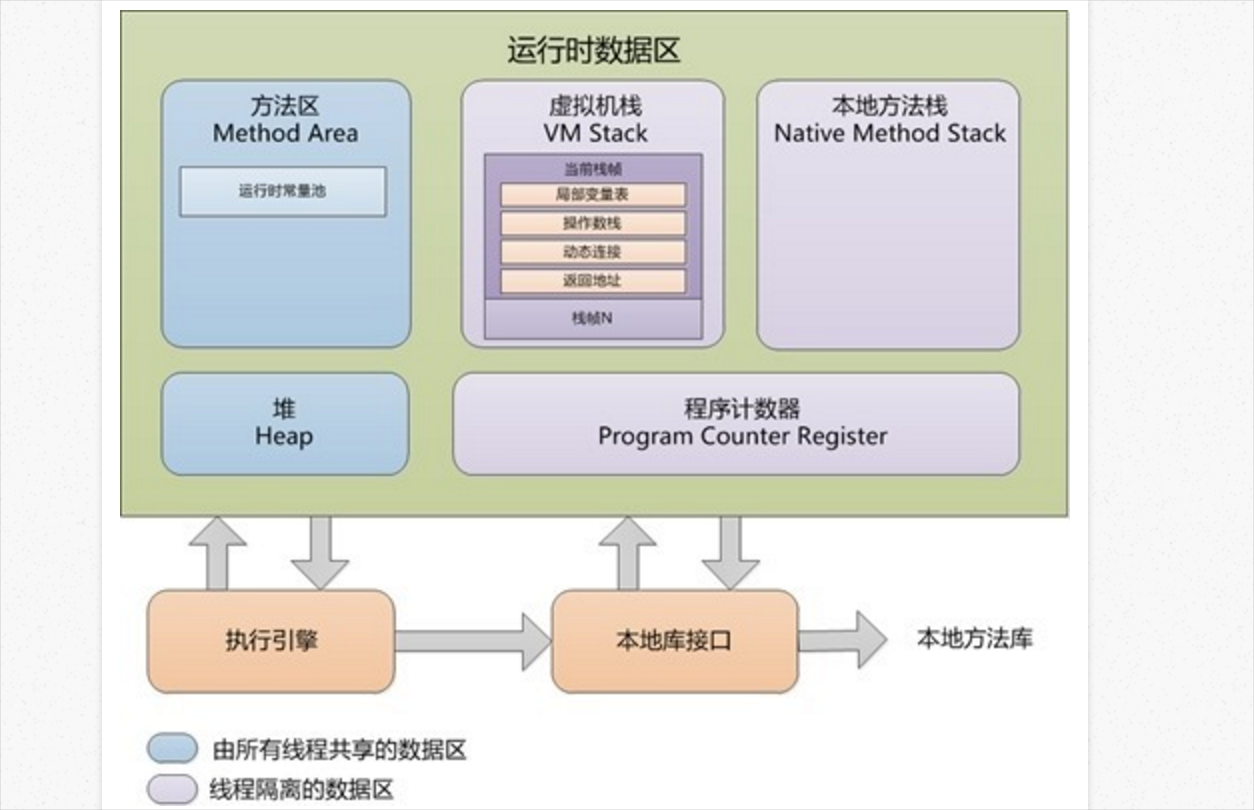 运行时数据区
方法区
Method Area
运行时常量池
虚拟机栈
VM Stack
当前栈帧
局部变量表
操作数栈
动态连接
返回地址
栈帧N
本地方法栈
Native Method Stack
堆
Heap
程序计数器
Program Counter Register
执行引擎
本地库接口
本地方法库
由所有线程共享的数据区
线程隔离的数据区